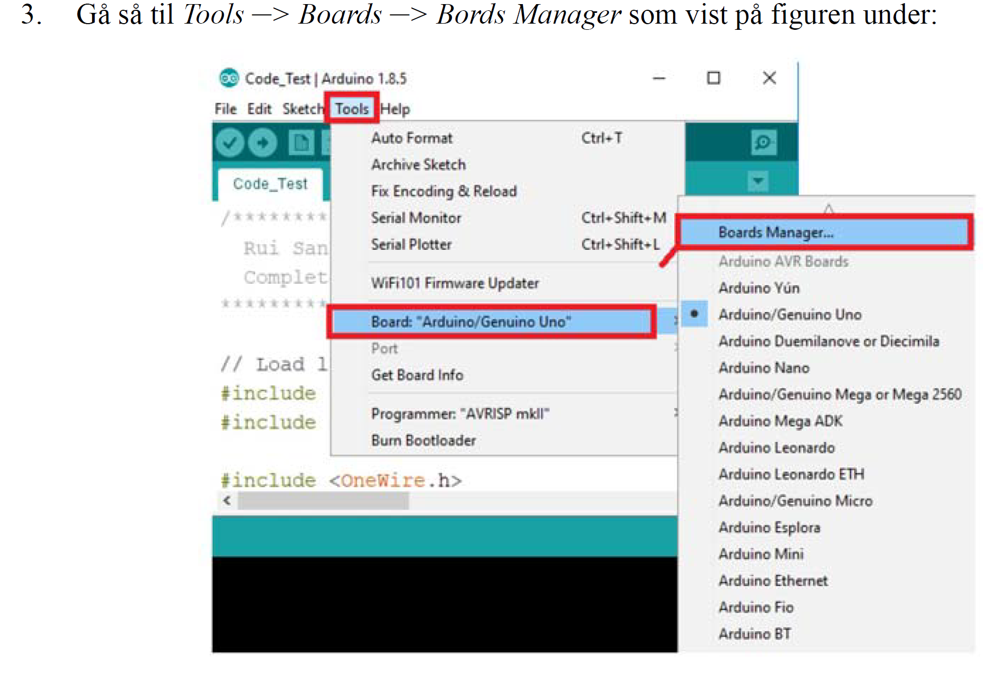 3. Gå så til Tools —> Boards —> Bords Manager som vist på figuren under:
Code_Test | Arduino 1.8.5
File Edit Sketch Tools Help
Auto Format Ctrl+T
Archive Sketch
Code_Test
Fix Encoding & Reload
/********* Serial Monitor Ctrl+Shift+M
Boards Manager...
Rui San Serial Plotter Ctrl+Shift+L
Arduino AVR Boards
Complet WiFi101 Firmware Updater
Arduino Yún
*********
Arduino/Genuino Uno
Board: "Arduino/Genuino Uno"
Arduino Duemilanove or Diecimila
Port
// Load l
Arduino Nano
Get Board Info
#include
Arduino/Genuino Mega or Mega 2560
Programmer: "AVRISP mkII"
#include
Arduino Mega ADK
Burn Bootloader
Arduino Leonardo
Arduino Leonardo ETH
#include <OneWire.h>
Arduino/Genuino Micro
Arduino Esplora
Arduino Mini
Arduino Ethernet
Arduino Fio
Arduino BT